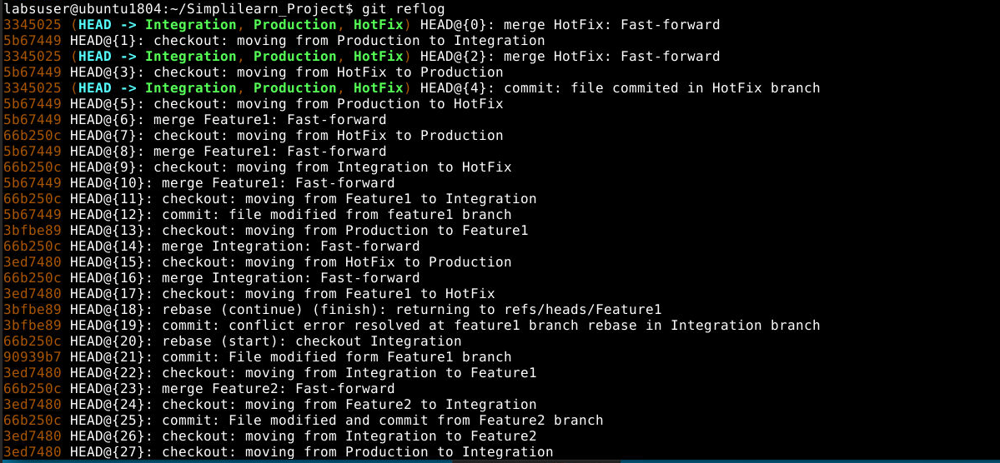 labsuser@ubuntu1804:~/Simplilearn_Project$ git reflog
3345025 (HEAD -> Integration, Production, HotFix) HEAD@{0}: merge HotFix: Fast-forward
5b67449 HEAD@{1}: checkout: moving from Production to Integration
3345025 (HEAD -> Integration, Production, HotFix) HEAD@{2}: merge HotFix: Fast-forward
5b67449 HEAD@{3}: checkout: moving from HotFix to Production
3345025 (HEAD -> Integration, Production, HotFix) HEAD@{4}: commit: file commited in HotFix branch
5b67449 HEAD@{5}: checkout: moving from Production to HotFix
5b67449 HEAD@{6}: merge Feature1: Fast-forward
66b250c HEAD@{7}: checkout: moving from HotFix to Production
5b67449 HEAD@{8}: merge Feature1: Fast-forward
66b250c HEAD@{9}: checkout: moving from Integration to HotFix
5b67449 HEAD@{10}: merge Feature1: Fast-forward
66b250c HEAD@{11}: checkout: moving from Feature1 to Integration
5b67449 HEAD@{12}: commit: file modified from feature1 branch
3bfbe89 HEAD@{13}: checkout: moving from Production to Feature1
66b250c HEAD@{14}: merge Integration: Fast-forward
3ed7480 HEAD@{15}: checkout: moving from HotFix to Production
66b250c HEAD@{16}: merge Integration: Fast-forward
3ed7480 HEAD@{17}: checkout: moving from Feature1 to HotFix
3bfbe89 HEAD@{18}: rebase (continue) (finish): returning to refs/heads/Feature1
3bfbe89 HEAD@{19}: commit: conflict error resolved at feature1 branch rebase in Integration branch
66b250c HEAD@{20}: rebase (start): checkout Integration
90939b7 HEAD@{21}: commit: File modified form Feature1 branch
3ed7480 HEAD@{22}: checkout: moving from Integration to Feature1
66b250c HEAD@{23}: merge Feature2: Fast-forward
3ed7480 HEAD@{24}: checkout: moving from Feature2 to Integration
66b250c HEAD@{25}: commit: File modified and commit from Feature2 branch
3ed7480 HEAD@{26}: checkout: moving from Integration to Feature2
3ed7480 HEAD@{27}: checkout: moving from Production to Integration